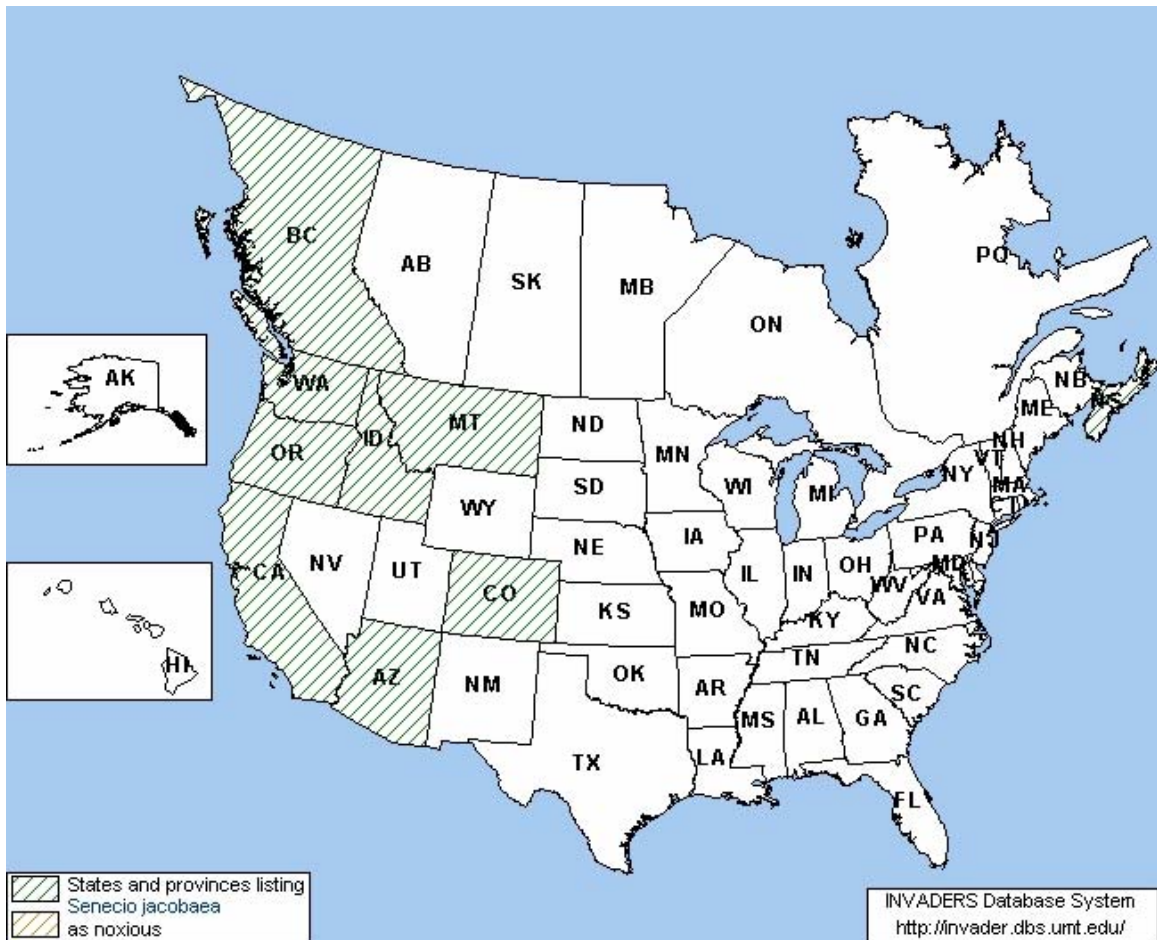 BC
AB
SK
MB
ON
PQ
AK
WA
MT
ND
MN
NB
NS
ME
OR
ID
SD
WI
MI
NY
VT
NH
MA
WY
NE
IA
PA
NJ
NV
UT
CO
KS
MO
IL
IN
OH
WV
MD
VA
KY
CA
AZ
NM
OK
AR
TN
NC
SC
HI
TX
LA
MS
AL
GA
FL
States and provinces listing
Senecio jacobaea
as noxious
INVADERS Database System
http://invader.dbs.umt.edu/